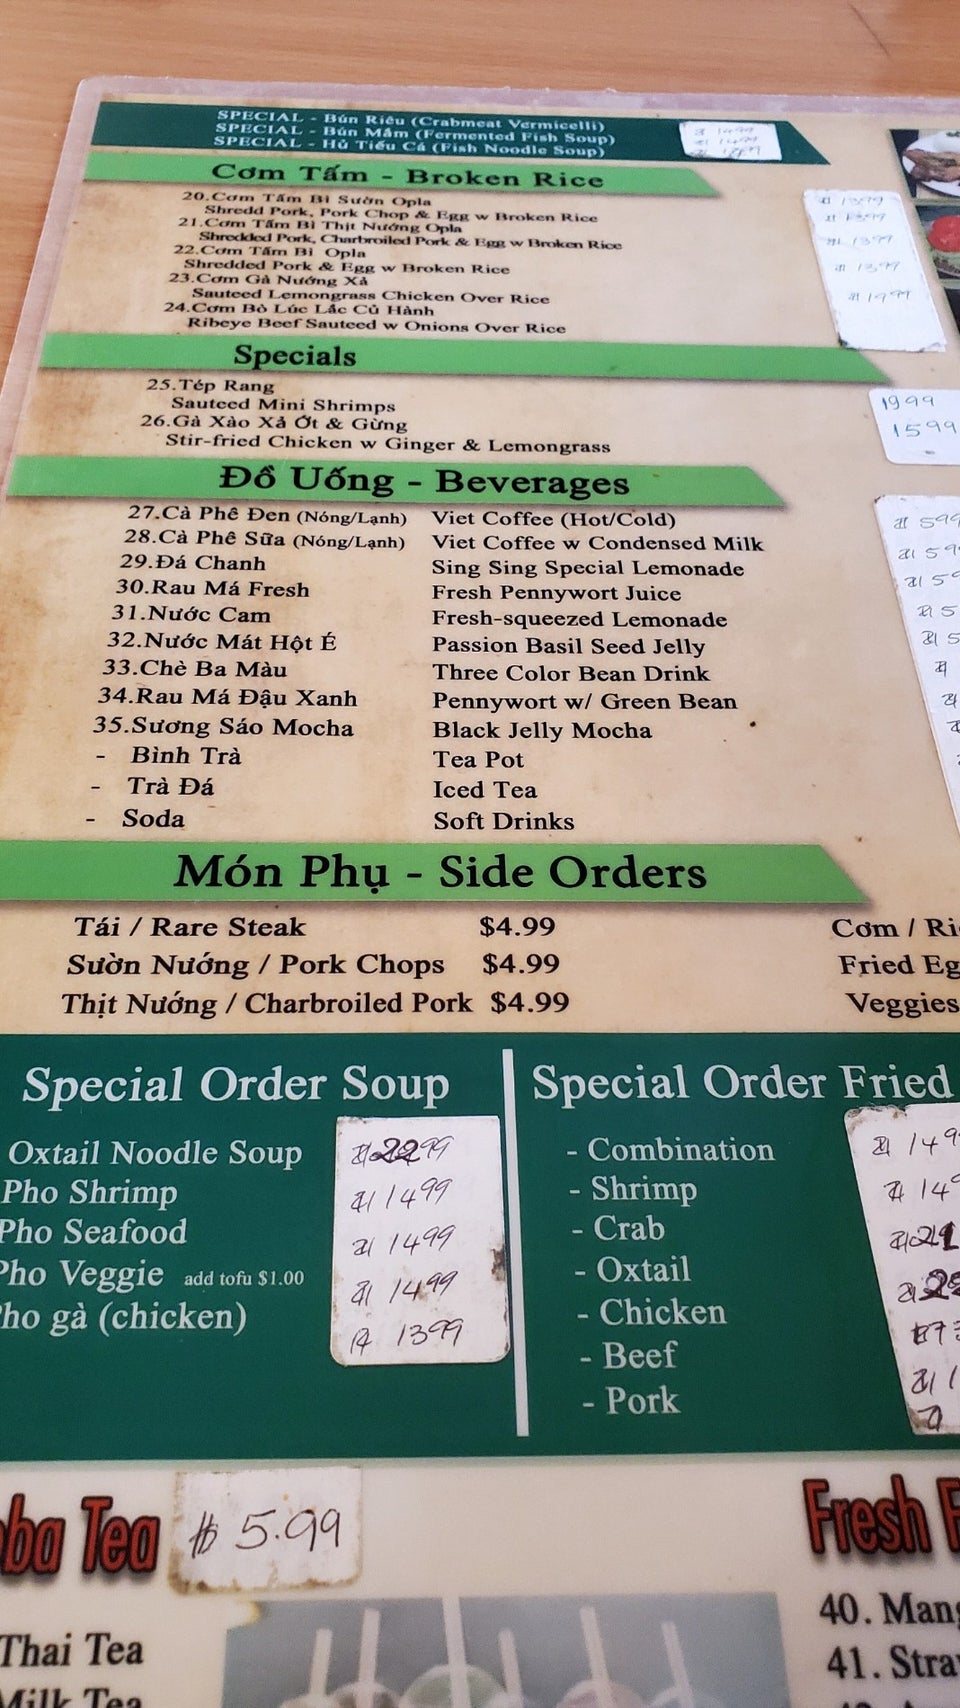 SPECIAL - Bún Riêu (Crabmeat Vermicelli)
SPECIAL - Bún Mắm (Fermented Fish Soup)
SPECIAL - Hủ Tiếu Cá (Fish Noodle Soup)
$ 1499
$ 1499
Cơm Tấm - Broken Rice
20.Cơm Tấm Bì Sườn Opla
Shredd Pork, Pork Chop & Egg w Broken Rice
$ 1399
21.Cơm Tấm Bì Thịt Nướng Opla
Shredded Pork, Charbroiled Pork & Egg w Broken Rice
$ 1399
22.Cơm Tấm Bì Opla
Shredded Pork & Egg w Broken Rice
$ 1399
23.Cơm Gà Nướng Xả
Sauteed Lemongrass Chicken Over Rice
$ 1399
24.Cơm Bò Lúc Lắc Củ Hành
Ribeye Beef Sauteed w Onions Over Rice
$ 1999
Specials
25.Tép Rang
Sauteed Mini Shrimps
1999
26.Gà Xào Xả Ớt & Gừng
Stir-fried Chicken w Ginger & Lemongrass
1599
Đồ Uống - Beverages
27.Cà Phê Đen (Nóng/Lạnh) Viet Coffee (Hot/Cold) $ 599
28.Cà Phê Sữa (Nóng/Lạnh) Viet Coffee w Condensed Milk
29.Đá Chanh Sing Sing Special Lemonade
30.Rau Má Fresh Fresh Pennywort Juice
31.Nước Cam Fresh-squeezed Lemonade
32.Nước Mát Hột É Passion Basil Seed Jelly
33.Chè Ba Màu Three Color Bean Drink
34.Rau Má Đậu Xanh Pennywort w/ Green Bean
35.Sương Sáo Mocha Black Jelly Mocha
- Bình Trà Tea Pot
- Trà Đá Iced Tea
- Soda Soft Drinks
Món Phụ - Side Orders
Tái / Rare Steak $4.99 Cơm /
Sườn Nướng / Pork Chops $4.99 Fried
Thịt Nướng / Charbroiled Pork $4.99 Veggies
Special Order Soup
Oxtail Noodle Soup $2299
Pho Shrimp $ 1499
Pho Seafood $ 1499
Pho Veggie add tofu $1.00 $ 1499
Pho gà (chicken) $ 1399
Special Order Fried
- Combination
- Shrimp
- Crab
- Oxtail
- Chicken
- Beef
- Pork
Tea $ 5.99
Thai Tea
Milk Tea
Fresh
40.
41.